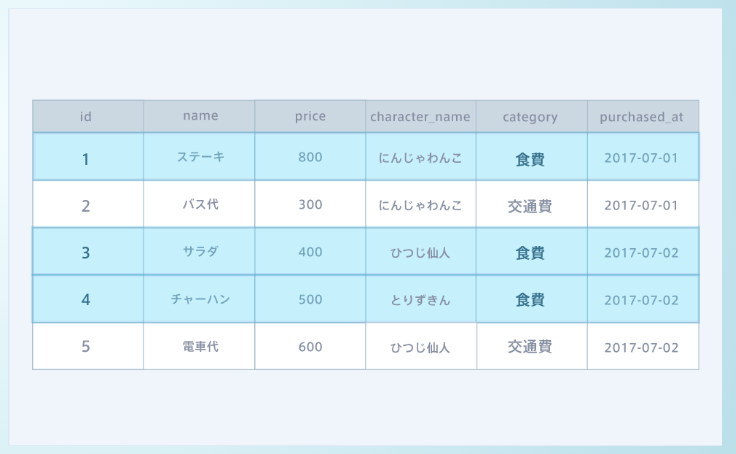 id name price character_name category purchased_at
1 ステーキ 800 にんじゃわんこ 食費 2017-07-01
2 バス代 300 にんじゃわんこ 交通費 2017-07-01
3 サラダ 400 ひつじ仙人 食費 2017-07-02
4 チャーハン 500 とりずきん 食費 2017-07-02
5 電車代 600 ひつじ仙人 交通費 2017-07-02